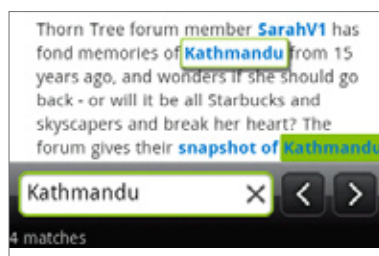 Thorn Tree forum member SarahV1 has
fond memories of Kathmandu from 15
years ago, and wonders if she should go
back - or will it be all Starbucks and
skyscapers and break her heart? The
forum gives their snapshot of Kathmandu
Kathmandu
4 matches